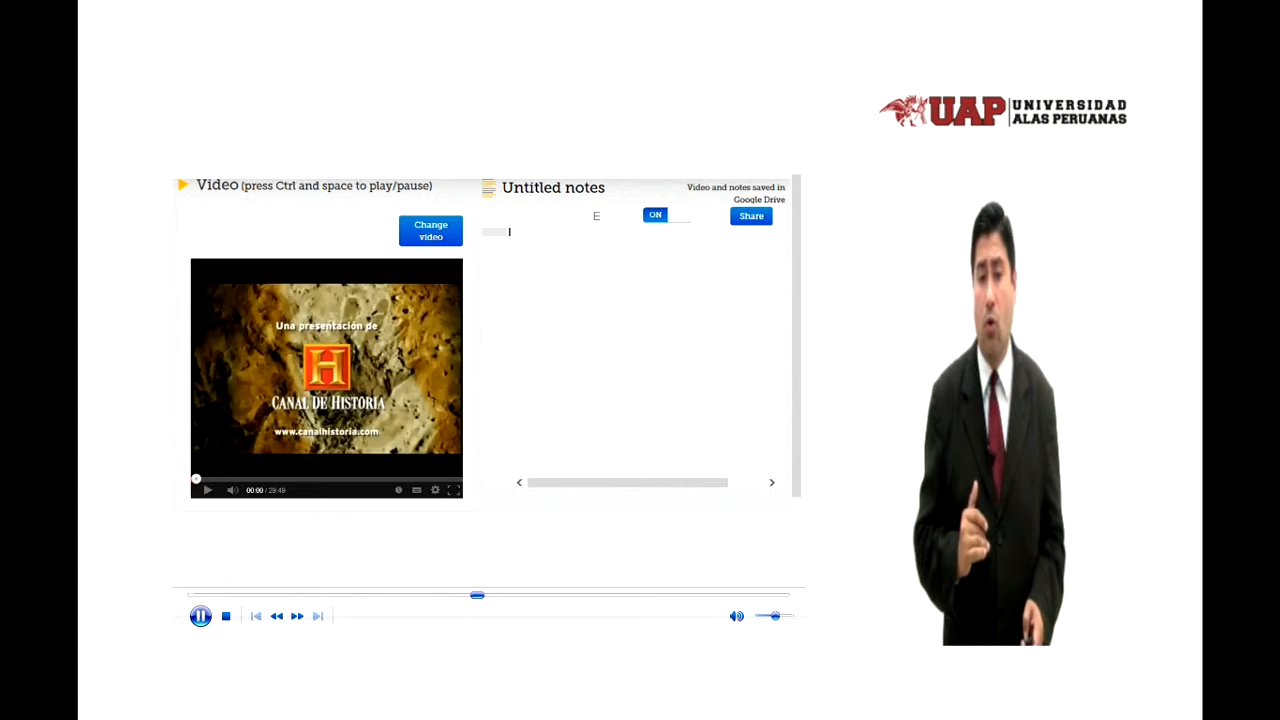 UAP UNIVERSIDAD
ALAS PERUANAS
Video (press Ctrl and space to play/pause)
Change
video
Una presentación de
H
CANAL DE HISTORIA
www.canalhistoria.com
00:00 / 29:49
Untitled notes
Video and notes saved in
Google Drive
E
ON
Share